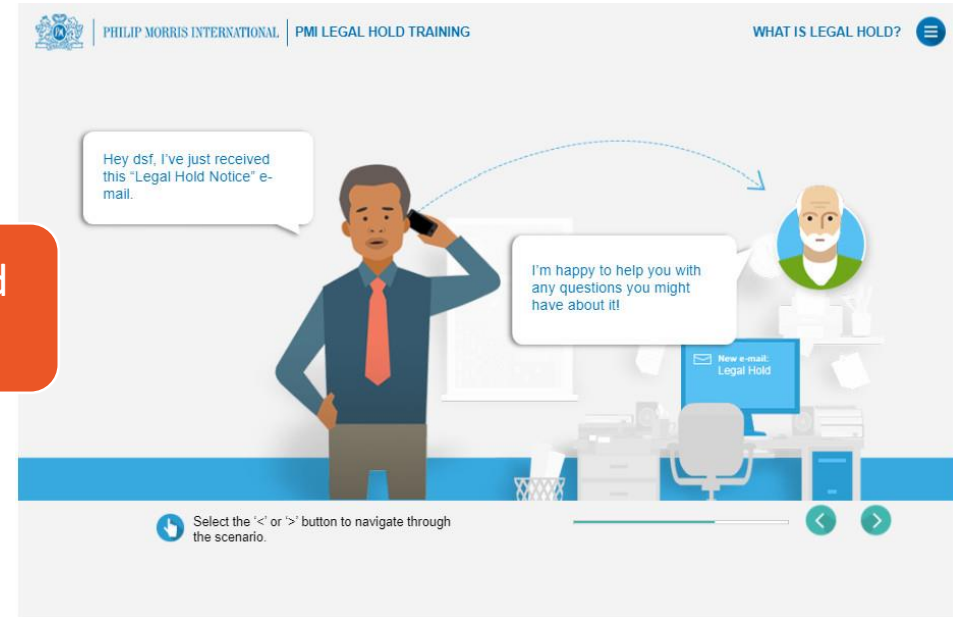 PHILIP MORRIS INTERNATIONAL
PMI LEGAL HOLD TRAINING
WHAT IS LEGAL HOLD?
Hey dsf, I've just received
this “Legal Hold Notice” e-
mail.
I'm happy to help you with
any questions you might
have about it!
New e-mail:
Legal Hold
Select the ‘<’ or ‘>’ button to navigate through
the scenario.